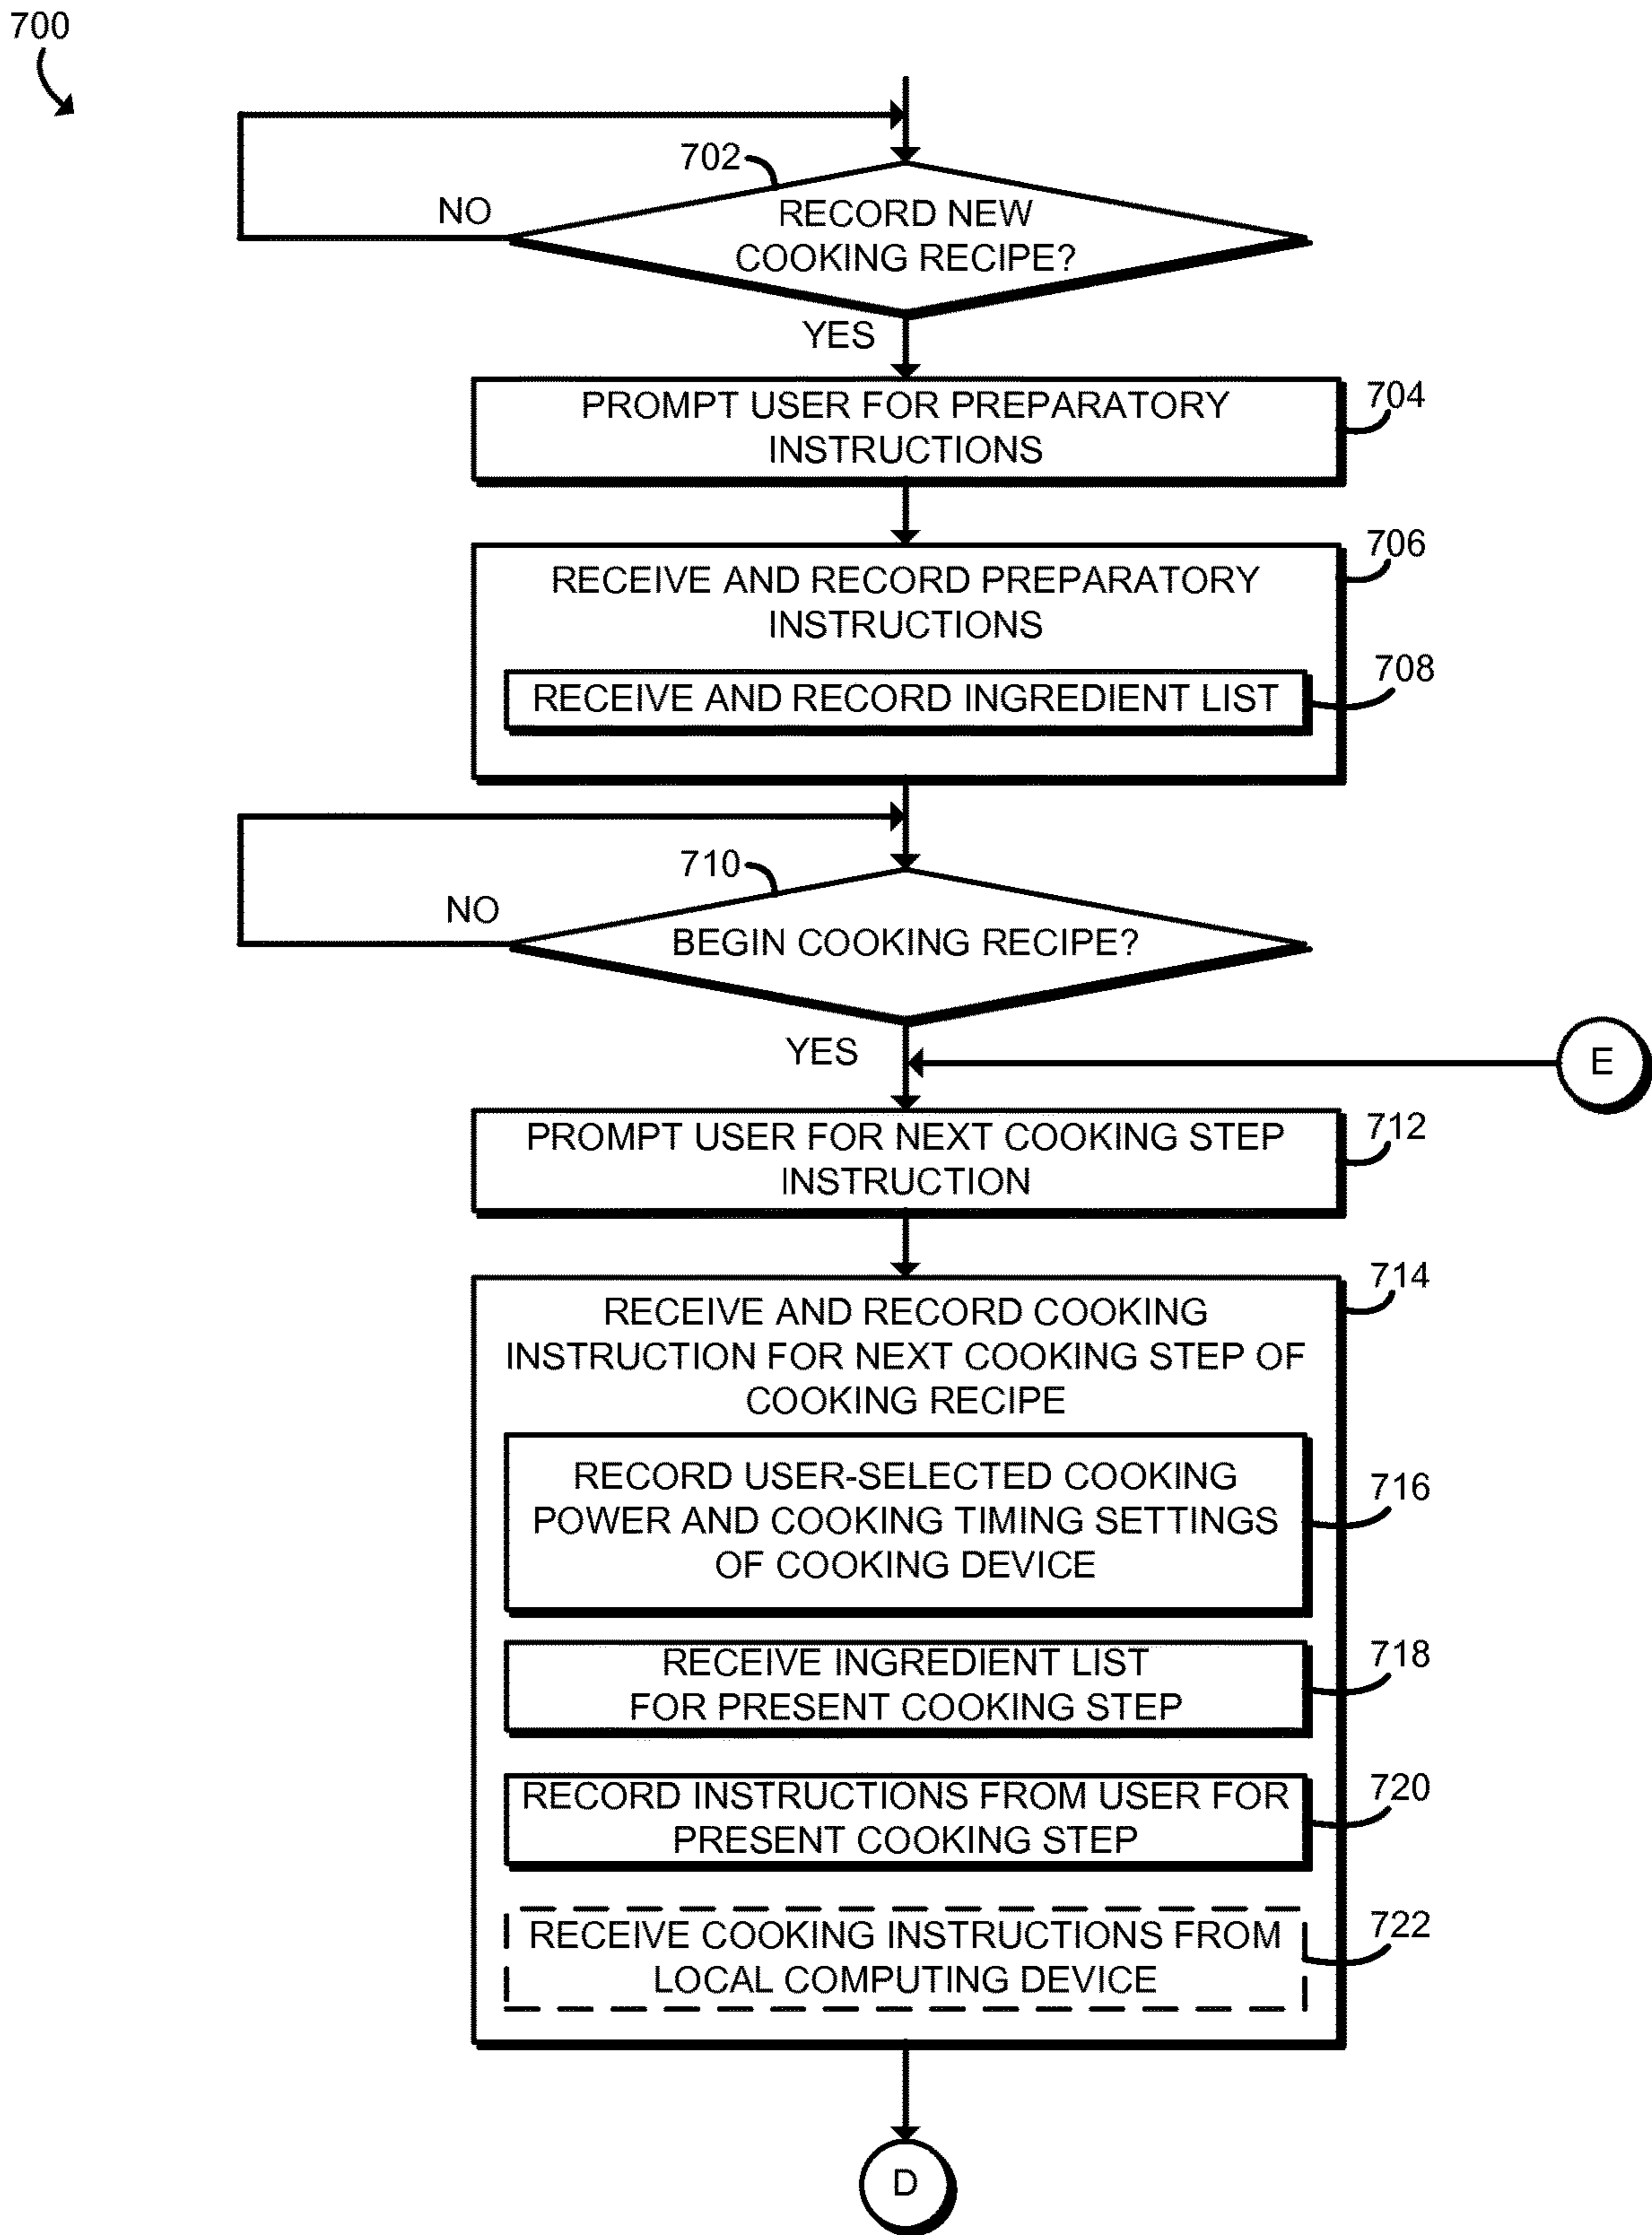 700
702
NO
RECORD NEW
COOKING RECIPE?
YES
PROMPT USER FOR PREPARATORY
INSTRUCTIONS
704
RECEIVE AND RECORD PREPARATORY
INSTRUCTIONS
706
RECEIVE AND RECORD INGREDIENT LIST
708
710
NO
BEGIN COOKING RECIPE?
YES
E
PROMPT USER FOR NEXT COOKING STEP
INSTRUCTION
712
RECEIVE AND RECORD COOKING
INSTRUCTION FOR NEXT COOKING STEP OF
COOKING RECIPE
714
RECORD USER-SELECTED COOKING
POWER AND COOKING TIMING SETTINGS
OF COOKING DEVICE
716
RECEIVE INGREDIENT LIST
FOR PRESENT COOKING STEP
718
RECORD INSTRUCTIONS FROM USER FOR
PRESENT COOKING STEP
720
RECEIVE COOKING INSTRUCTIONS FROM
LOCAL COMPUTING DEVICE
722
D